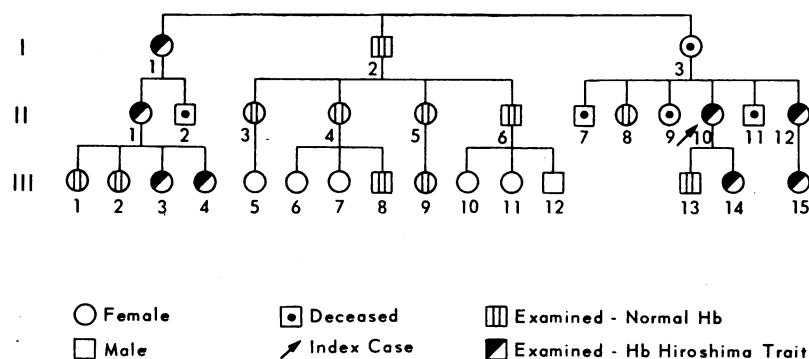 I
1 2 3
II
1 2 3 4 5 6 7 8 9 10 11 12
III
1 2 3 4 5 6 7 8 9 10 11 12 13 14 15
Female Deceased Examined - Normal Hb
Male Index Case Examined - Hb Hiroshima Trait